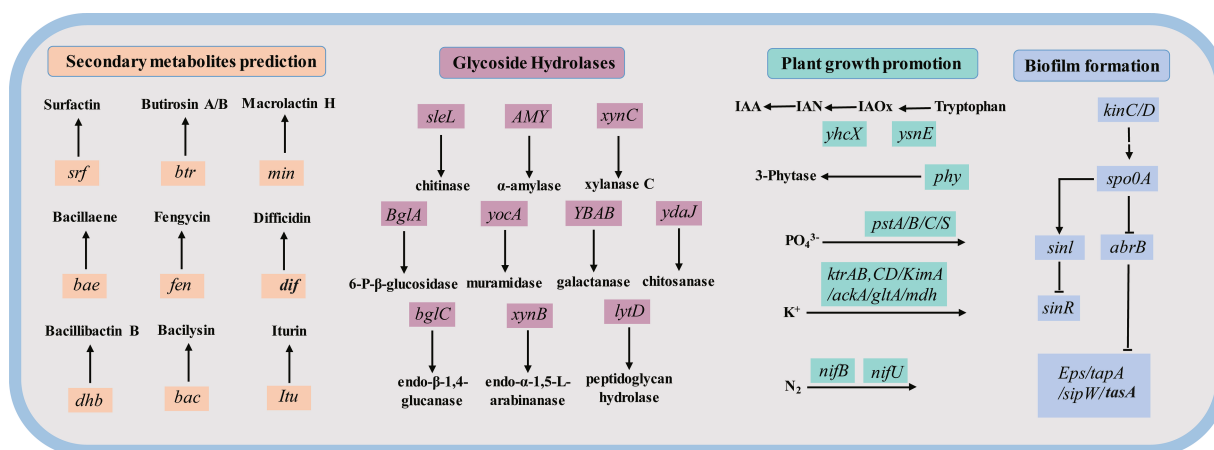 Secondary metabolites prediction
Surfactin
Butirosin A/B
Macrolactin H
srf
btr
min
Bacillaene
Fengycin
Difficidin
bae
fen
dif
Bacillibactin B
Bacilysin
Iturin
dhb
bac
Itu
Glycoside Hydrolases
sleL
AMY
xynC
chitinase
α-amylase
xylanase C
BglA
yocA
YBAB
ydaJ
6-P-β-glucosidase
muramidase
galactanase
chitosanase
bglC
xynB
lytD
endo-β-1,4-
glucanase
endo-α-1,5-L-
arabinanase
peptidoglycan
hydrolase
Plant growth promotion
IAA
IAN
IAOx
Tryptophan
yhcX
ysnE
3-Phytase
phy
pstA/B/C/S
PO₄³⁻
ktrAB,CD/KimA
/ackA/gltA/mdh
K⁺
nifB
nifU
N₂
Biofilm formation
kinC/D
spo0A
sinI
abrB
sinR
Eps/tapA
/sipW/tasA